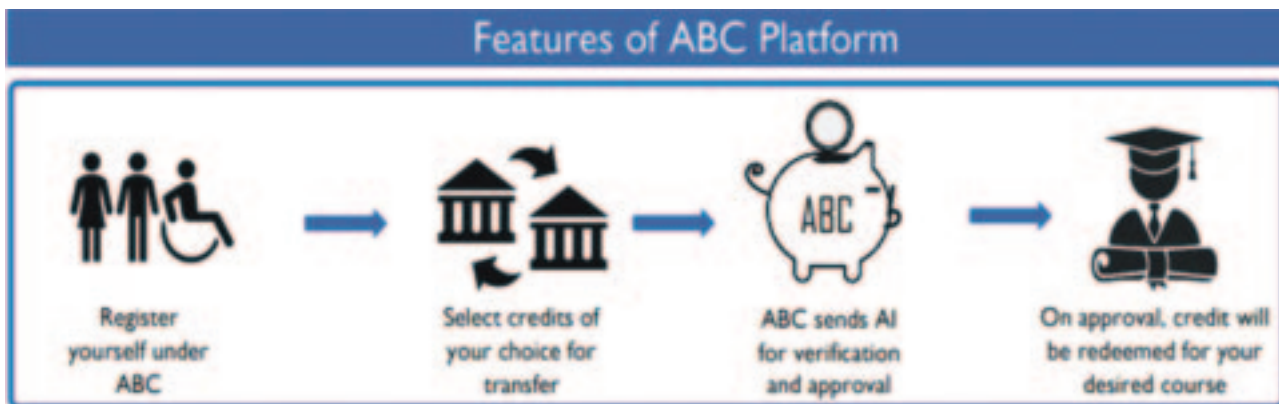 Features of ABC Platform
ABC
Register
yourself under
ABC
Select credits of
your choice for
transfer
ABC sends AI
for verification
and approval
On approval, credit will
be redeemed for your
desired course